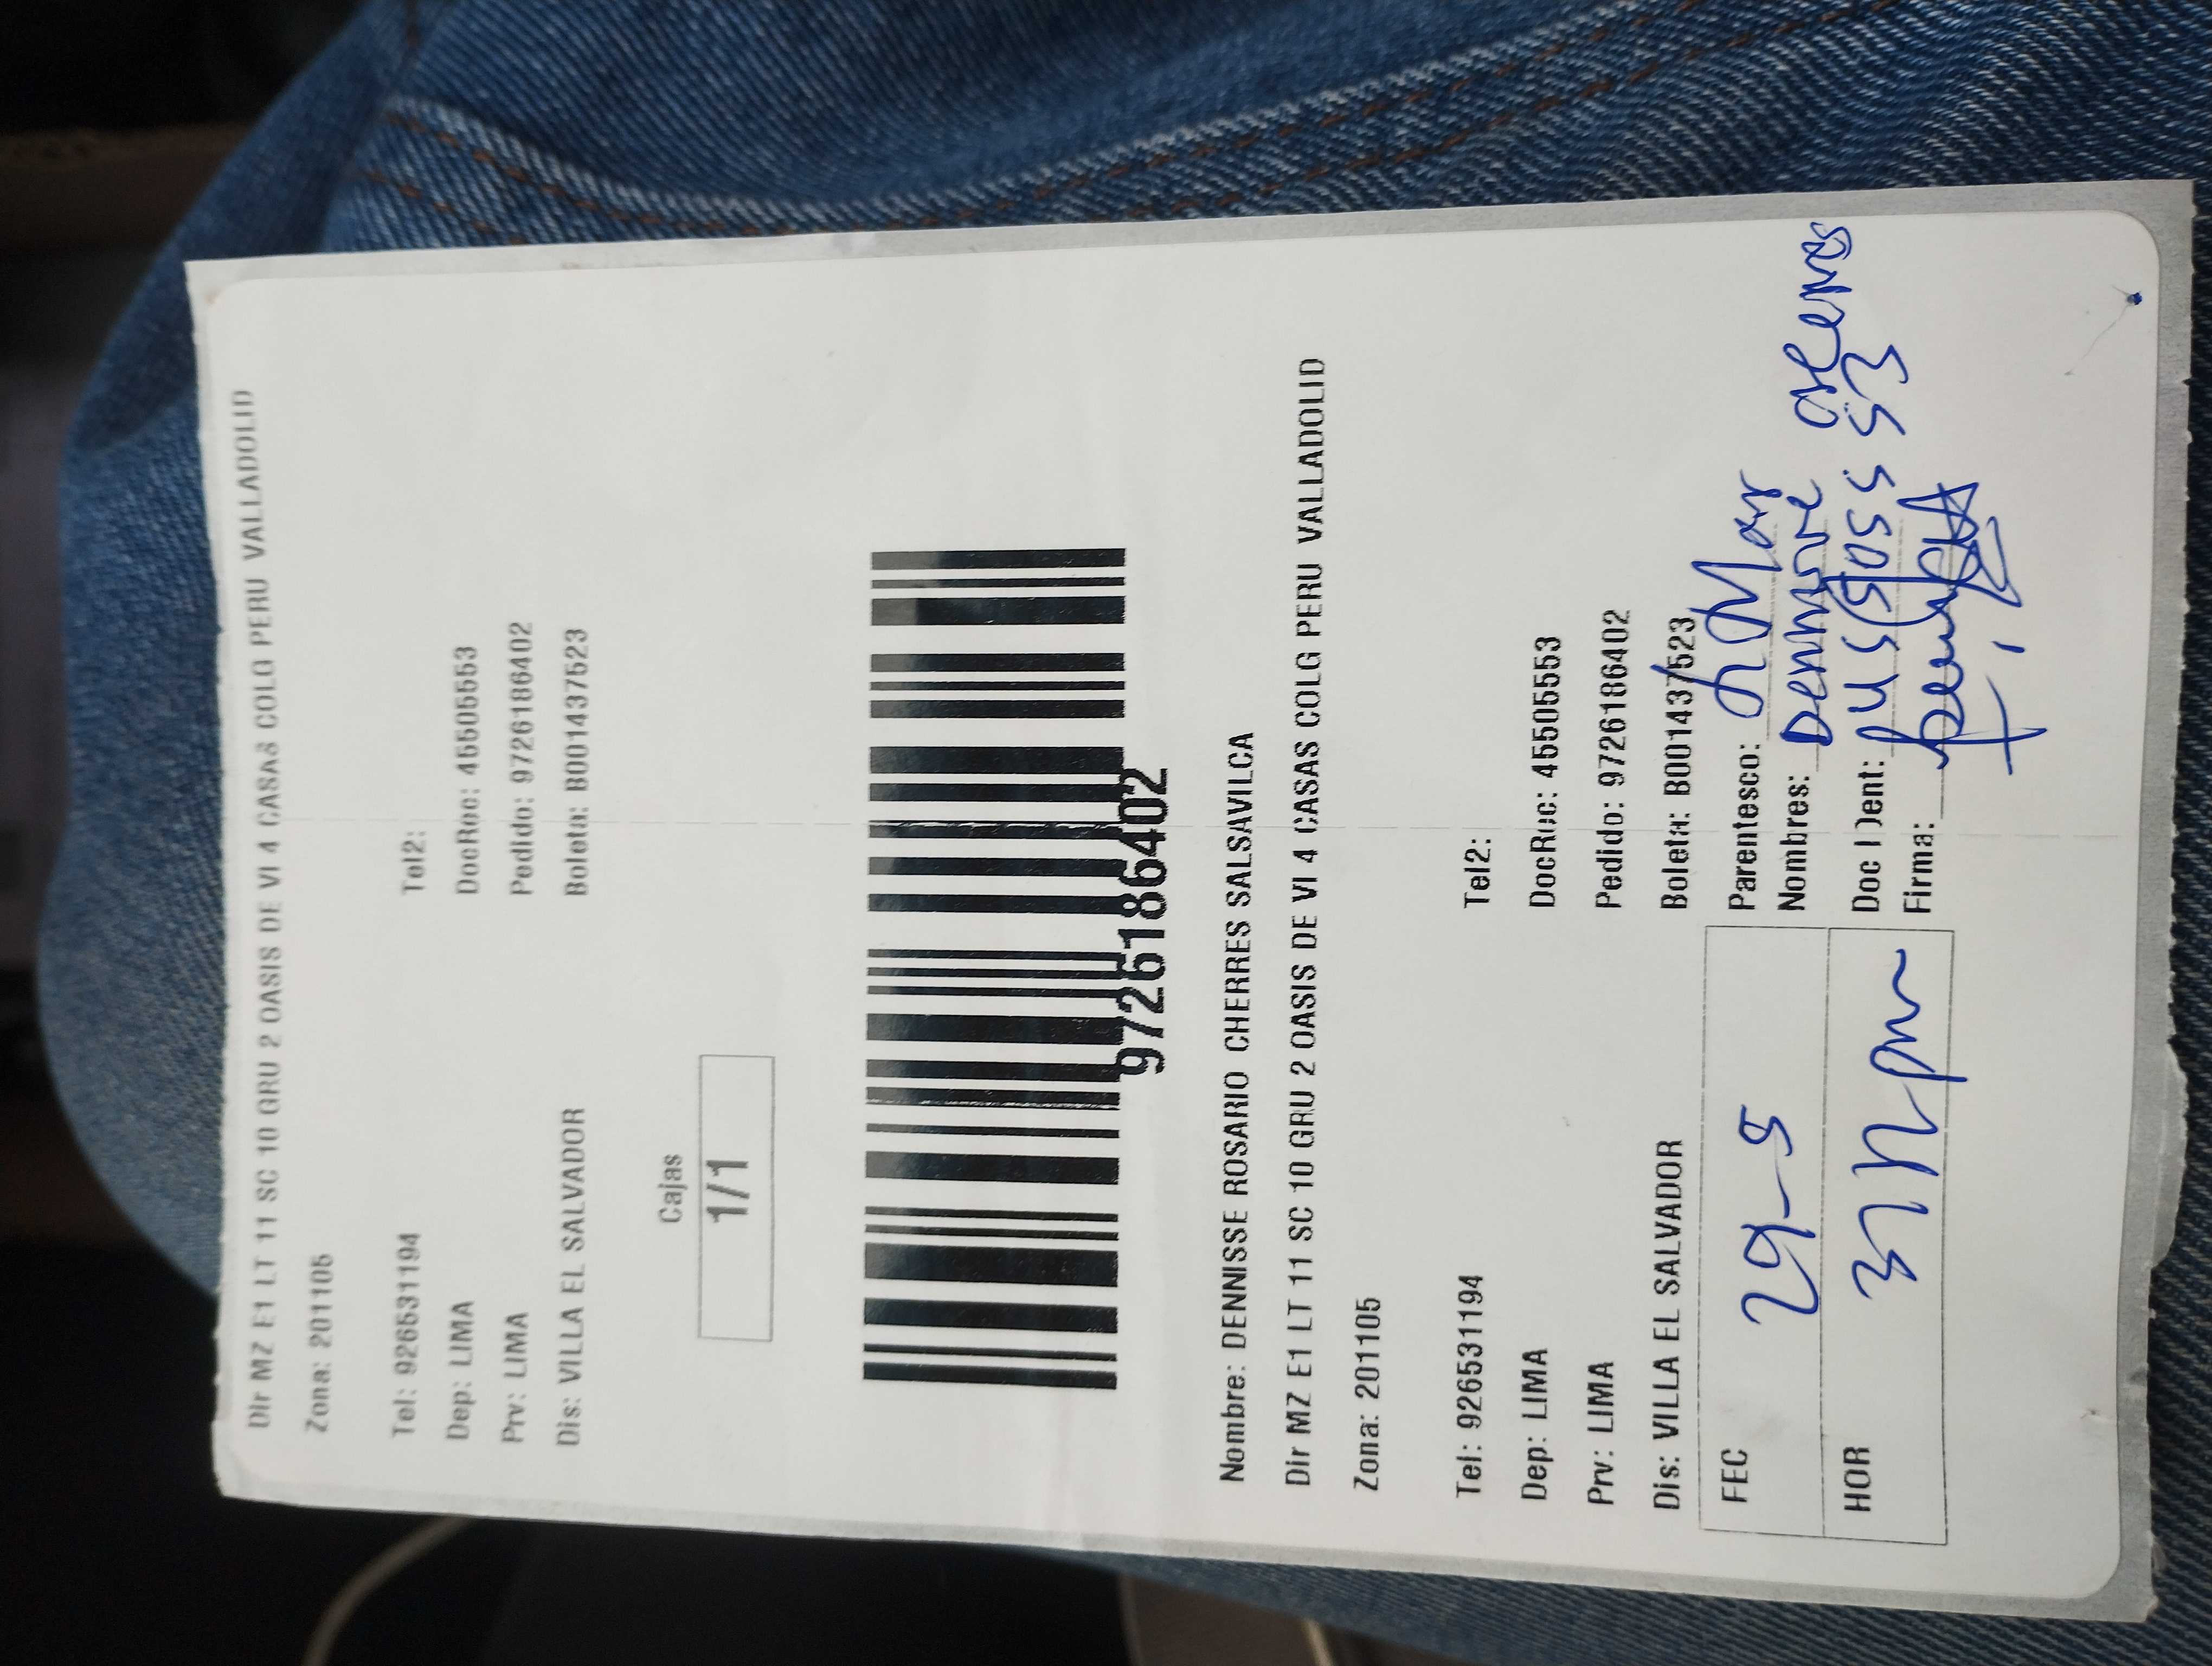 Dir MZ E1 LT 11 SC 10 GRU 2 OASIS DE VI 4 CASAS COLG PERU VALLADOLID
Zona: 201105
Tel: 926531194 Tel2:
Dep: LIMA DocRuc: 45505553
Prv: LIMA Pedido: 9726186402
Dis: VILLA EL SALVADOR Boleta: B001437523
Cajas
1/1
9726186402
Nombre: DENNISSE ROSARIO CHERRES SALSAVILCA
Dir MZ E1 LT 11 SC 10 GRU 2 OASIS DE VI 4 CASAS COLG PERU VALLADOLID
Zona: 201105
Tel: 926531194 Tel2:
Dep: LIMA DocRuc: 45505553
Prv: LIMA Pedido: 9726186402
Dis: VILLA EL SALVADOR Boleta: B001437523
FEC 29-5 Parentesco:
Nombres:
HOR Doc Ident:
Firma: